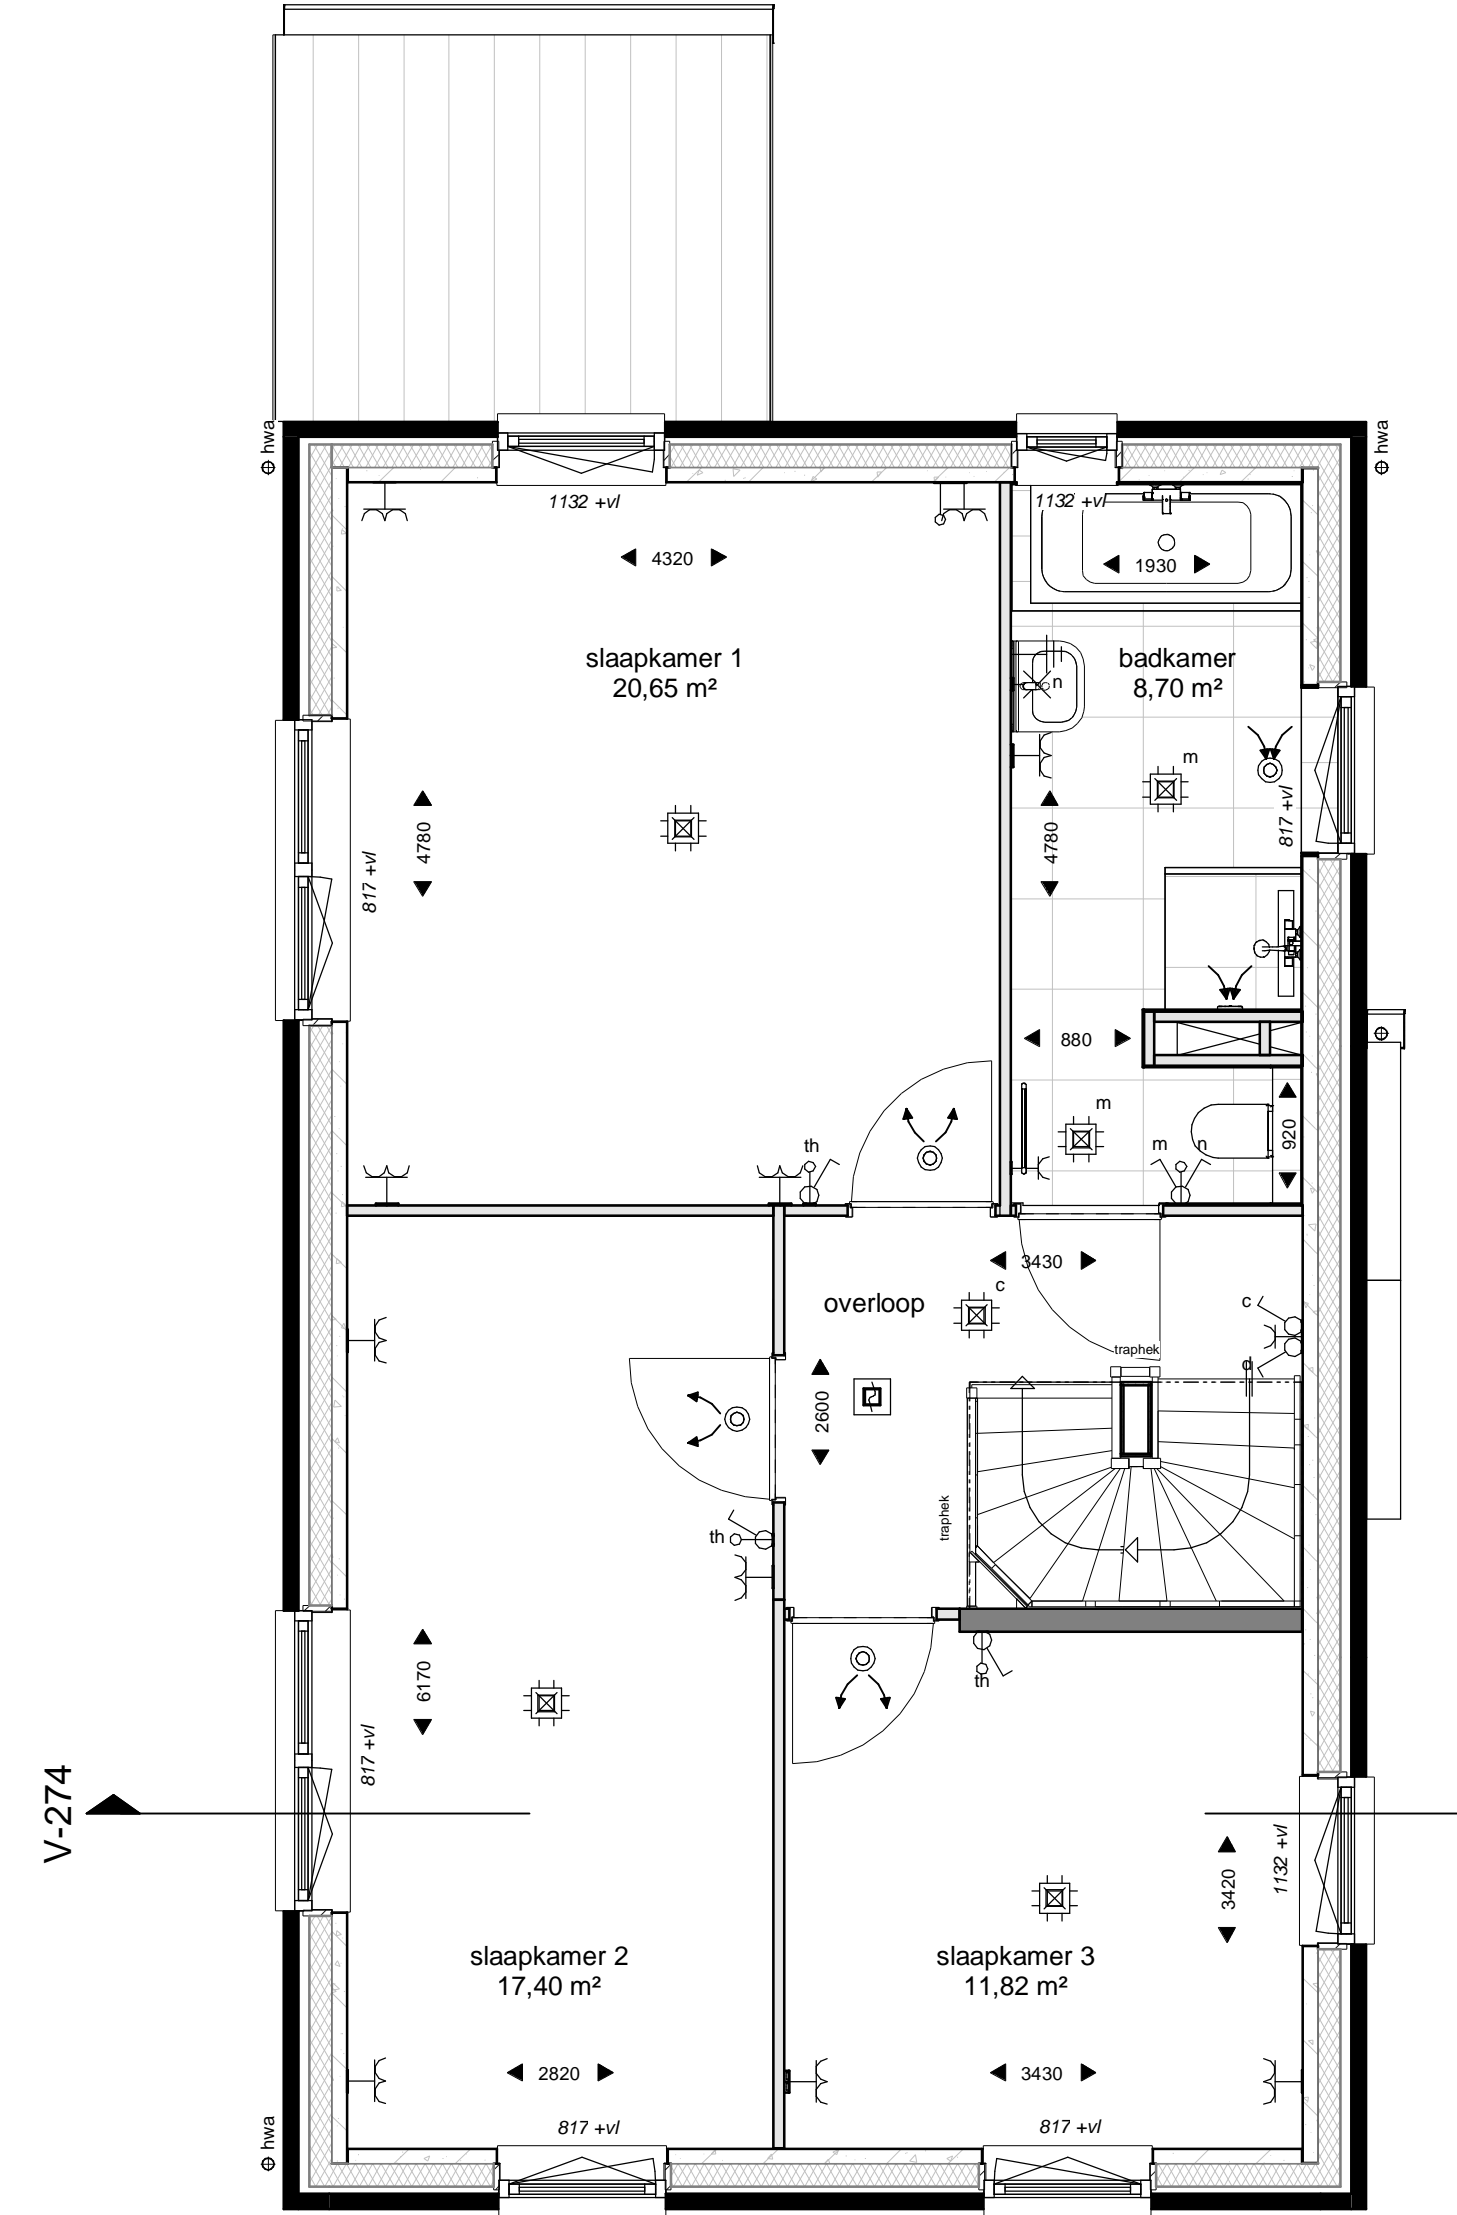 hwa
hwa
1132 +vl
1132 +vl
4320
1930
slaapkamer 1
20,65 m²
badkamer
8,70 m²
n
m
4780
817 +vl
4780
817 +vl
880
m
920
th
m
n
3430
c
overloop
c
traphek
d
2600
traphek
th
th
6170
817 +vl
V-274
3420
1132 +vl
slaapkamer 2
17,40 m²
slaapkamer 3
11,82 m²
2820
3430
817 +vl
817 +vl
hwa